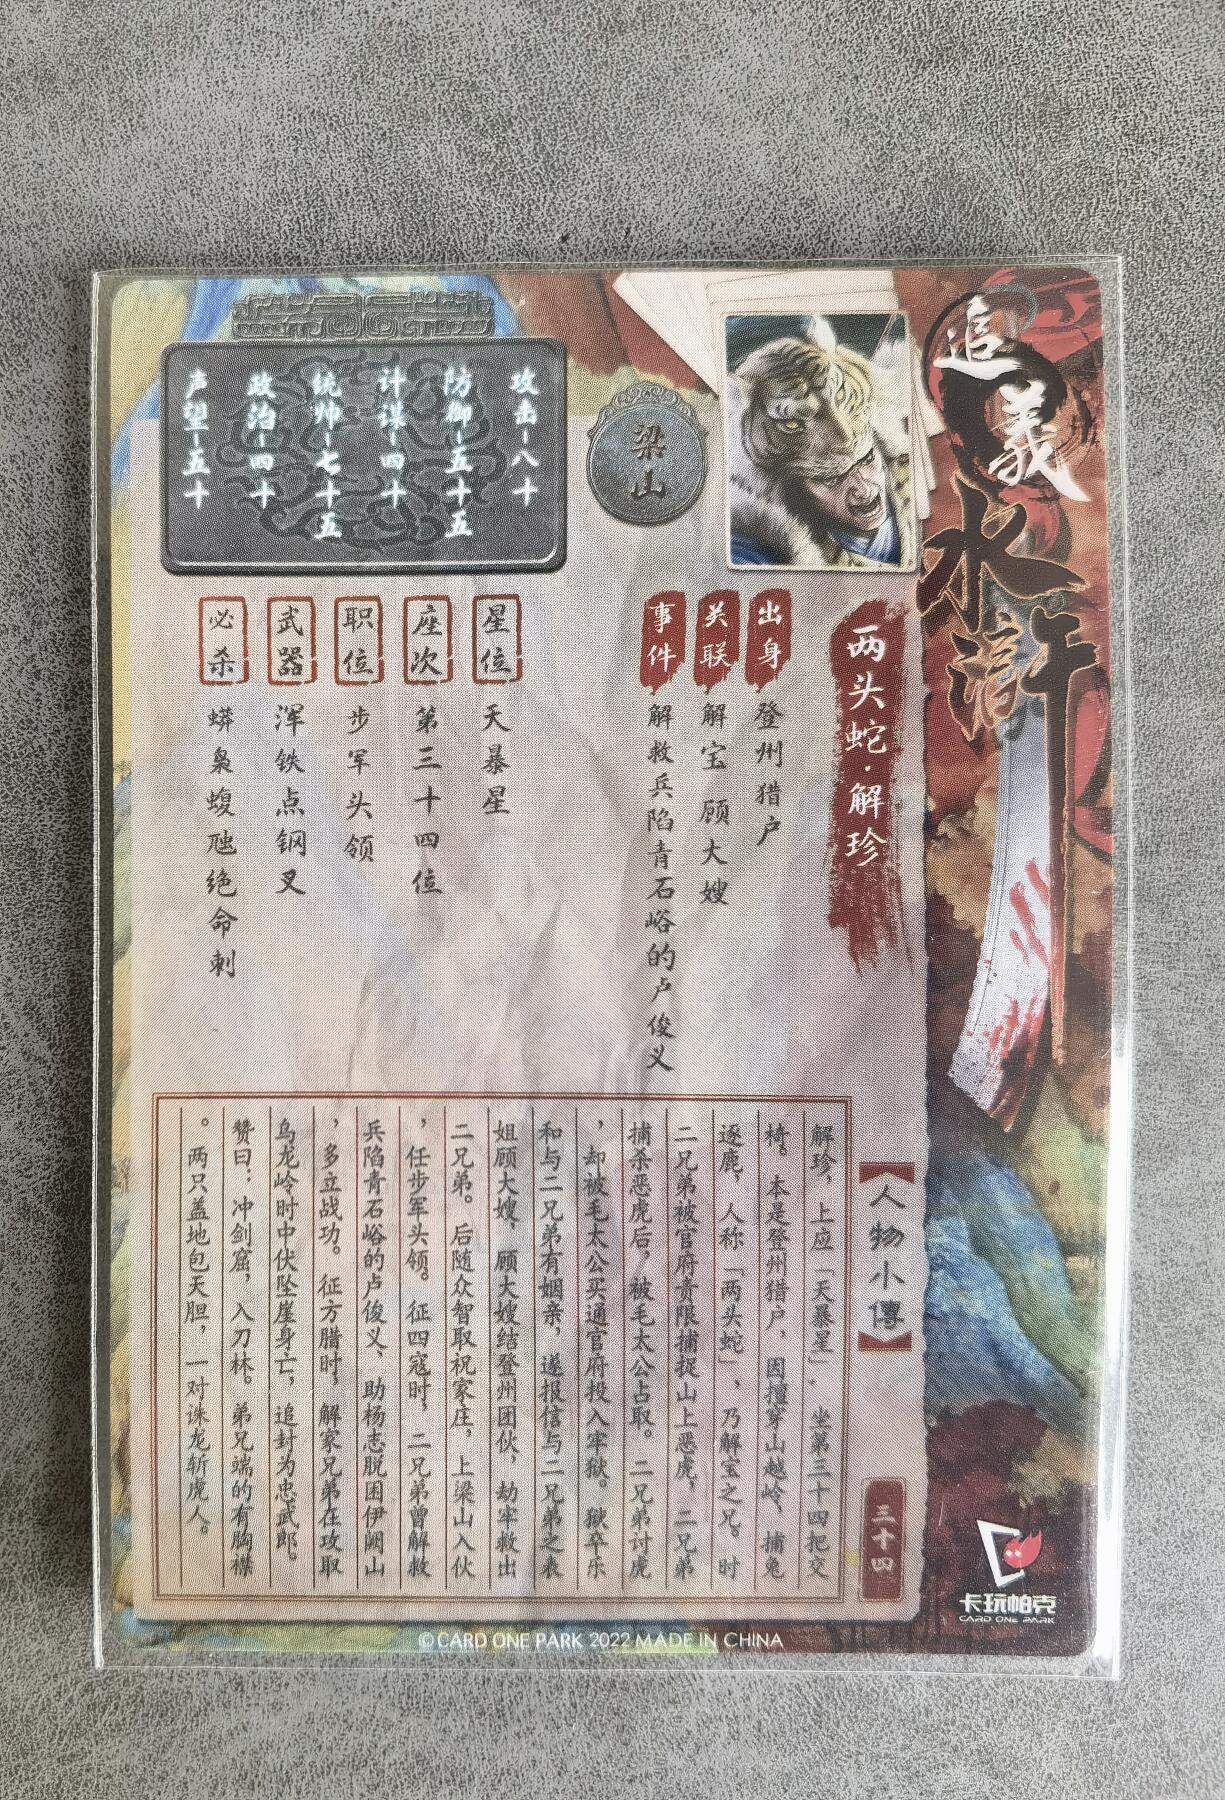 追義
水滸
两头蛇·解珍
出身 登州猎户
关联 解宝 顾大嫂
事件 解救兵陷青石峪的卢俊义
梁山
攻击-八十
防御-五十五
计谋-四十
统帅-七十五
政治-四十
声望-五十
星位 天暴星
座次 第三十四位
职位 步军头领
武器 浑铁点钢叉
必杀 蟒枭蝮虺绝命刺
【人物小傳】
解珍，上应「天暴星」，坐第三十四把交
椅。本是登州猎户，因擅穿山越岭，捕兔
逐鹿，人称「两头蛇」，乃解宝之兄。时
二兄弟被官府责限捕捉山上恶虎，二兄弟
捕杀恶虎后，被毛太公占取。二兄弟讨虎
，却被毛太公买通官府投入牢狱。狱卒乐
和与二兄弟有姻亲，遂报信与二兄弟之表
姐顾大嫂，顾大嫂结登州团伙，劫牢救出
二兄弟。后随众智取祝家庄，上梁山入伙
，任步军头领。征四寇时，二兄弟曾解救
兵陷青石峪的卢俊义，助杨志脱困伊阙山
，多立战功。征方腊时，解家兄弟在攻取
乌龙岭时中伏坠崖身亡，追封为忠武郎。
赞曰：冲剑窟，入刀林。弟兄端的有胸襟
。两只盖地包天胆，一对诛龙斩虎人。
三十四
卡玩帕克
CARD ONE PARK
©CARD ONE PARK 2022 MADE IN CHINA